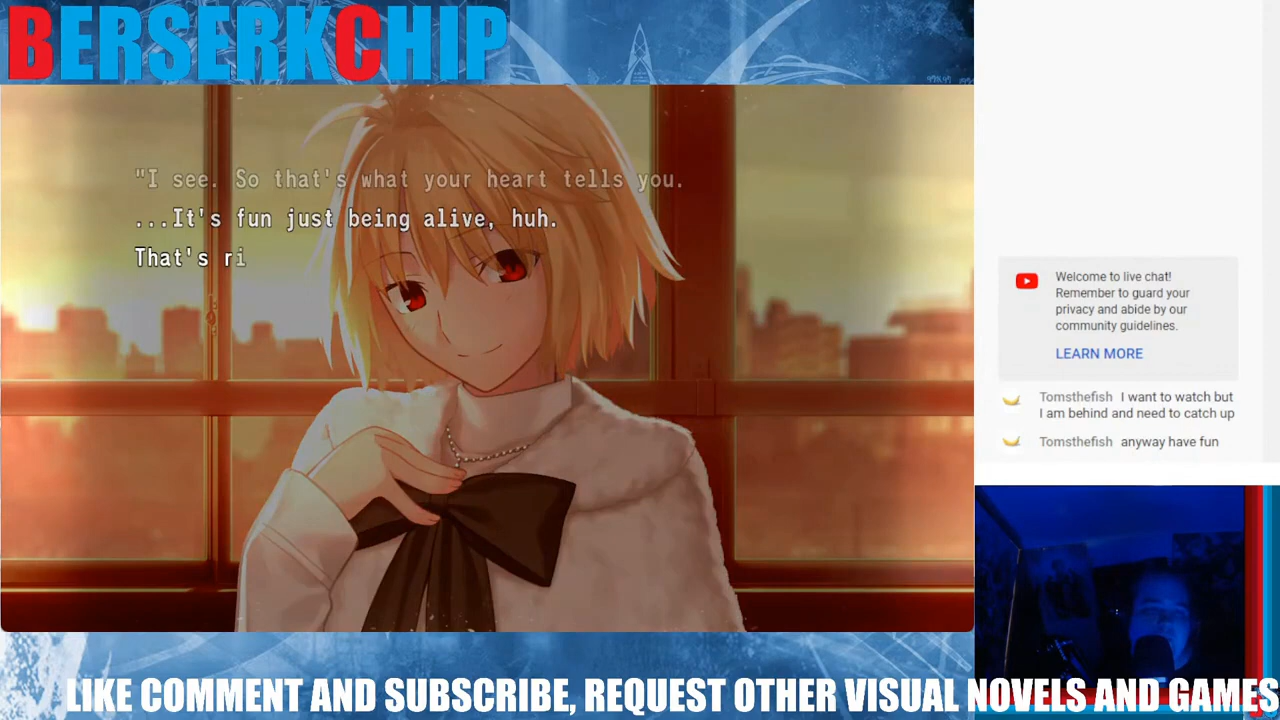 BERSERKCHIP
"I see. So that's what your heart tells you.
...It's fun just being alive, huh.
That's ri
Welcome to live chat!
Remember to guard your
privacy and abide by our
community guidelines.
LEARN MORE
Tomsthefish I want to watch but
I am behind and need to catch up
Tomsthefish anyway have fun
LIKE COMMENT AND SUBSCRIBE, REQUEST OTHER VISUAL NOVELS AND GAMES